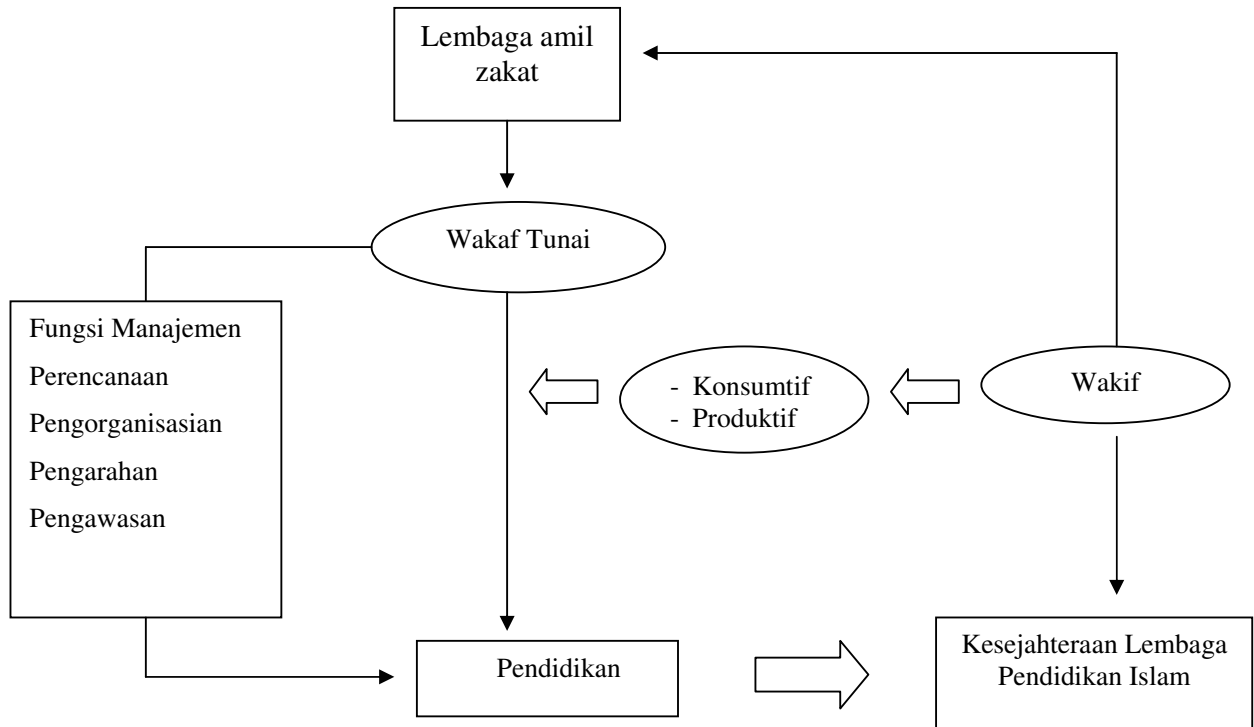 Lembaga amil
zakat
Wakaf Tunai
Fungsi Manajemen
Perencanaan
Pengorganisasian
Pengarahan
Pengawasan
- Konsumtif
- Produktif
Wakif
Pendidikan
Kesejahteraan Lembaga
Pendidikan Islam